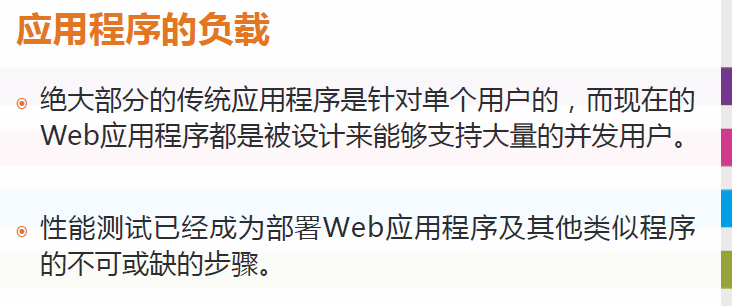 应用程序的负载
绝大部分的传统应用程序是针对单个用户的，而现在的
Web应用程序都是被设计来能够支持大量的并发用户。
性能测试已经成为部署Web应用程序及其他类似程序
的不可或缺的步骤。